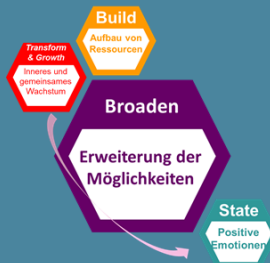 Build
Aufbau von
Ressourcen
Transform
& Growth
Inneres und
gemeinsames
Wachstum
Broaden
Erweiterung der
Möglichkeiten
State
Positive
Emotionen